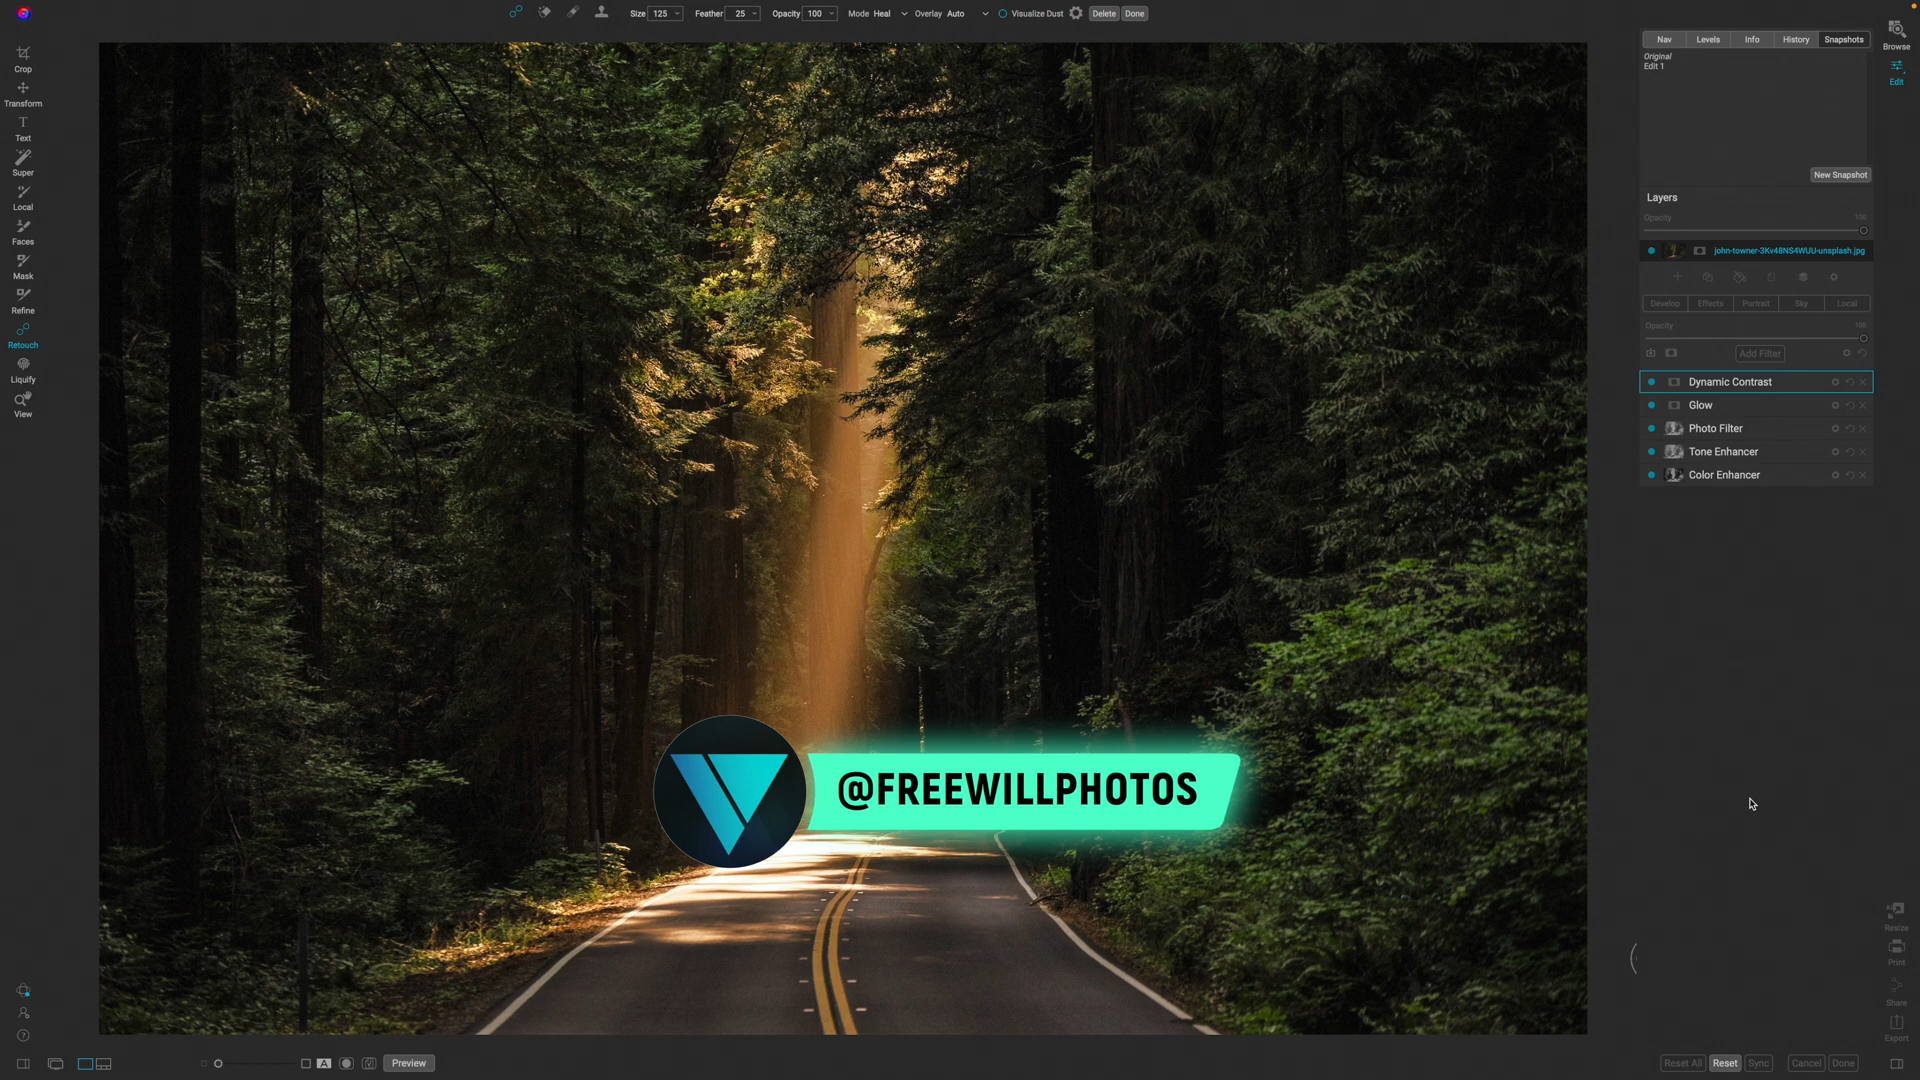 Size 125 Feather 25 Opacity 100 Mode Heal Overlay Auto Visualize Dust Delete Done
Crop
Transform
Text
Super
Local
Faces
Mask
Refine
Retouch
Liquify
View
Nav Levels Info History Snapshots
Original
Edit 1
New Snapshot
Layers
Opacity 100
john-towner-3Kv48NS4WUU-unsplash.jpg
Develop Effects Portrait Sky Local
Opacity 100
Add Filter
Dynamic Contrast
Glow
Photo Filter
Tone Enhancer
Color Enhancer
Browse
Edit
@FREEWILLPHOTOS
Resize
Print
Share
Export
A
Preview
Reset All Reset Sync Cancel Done